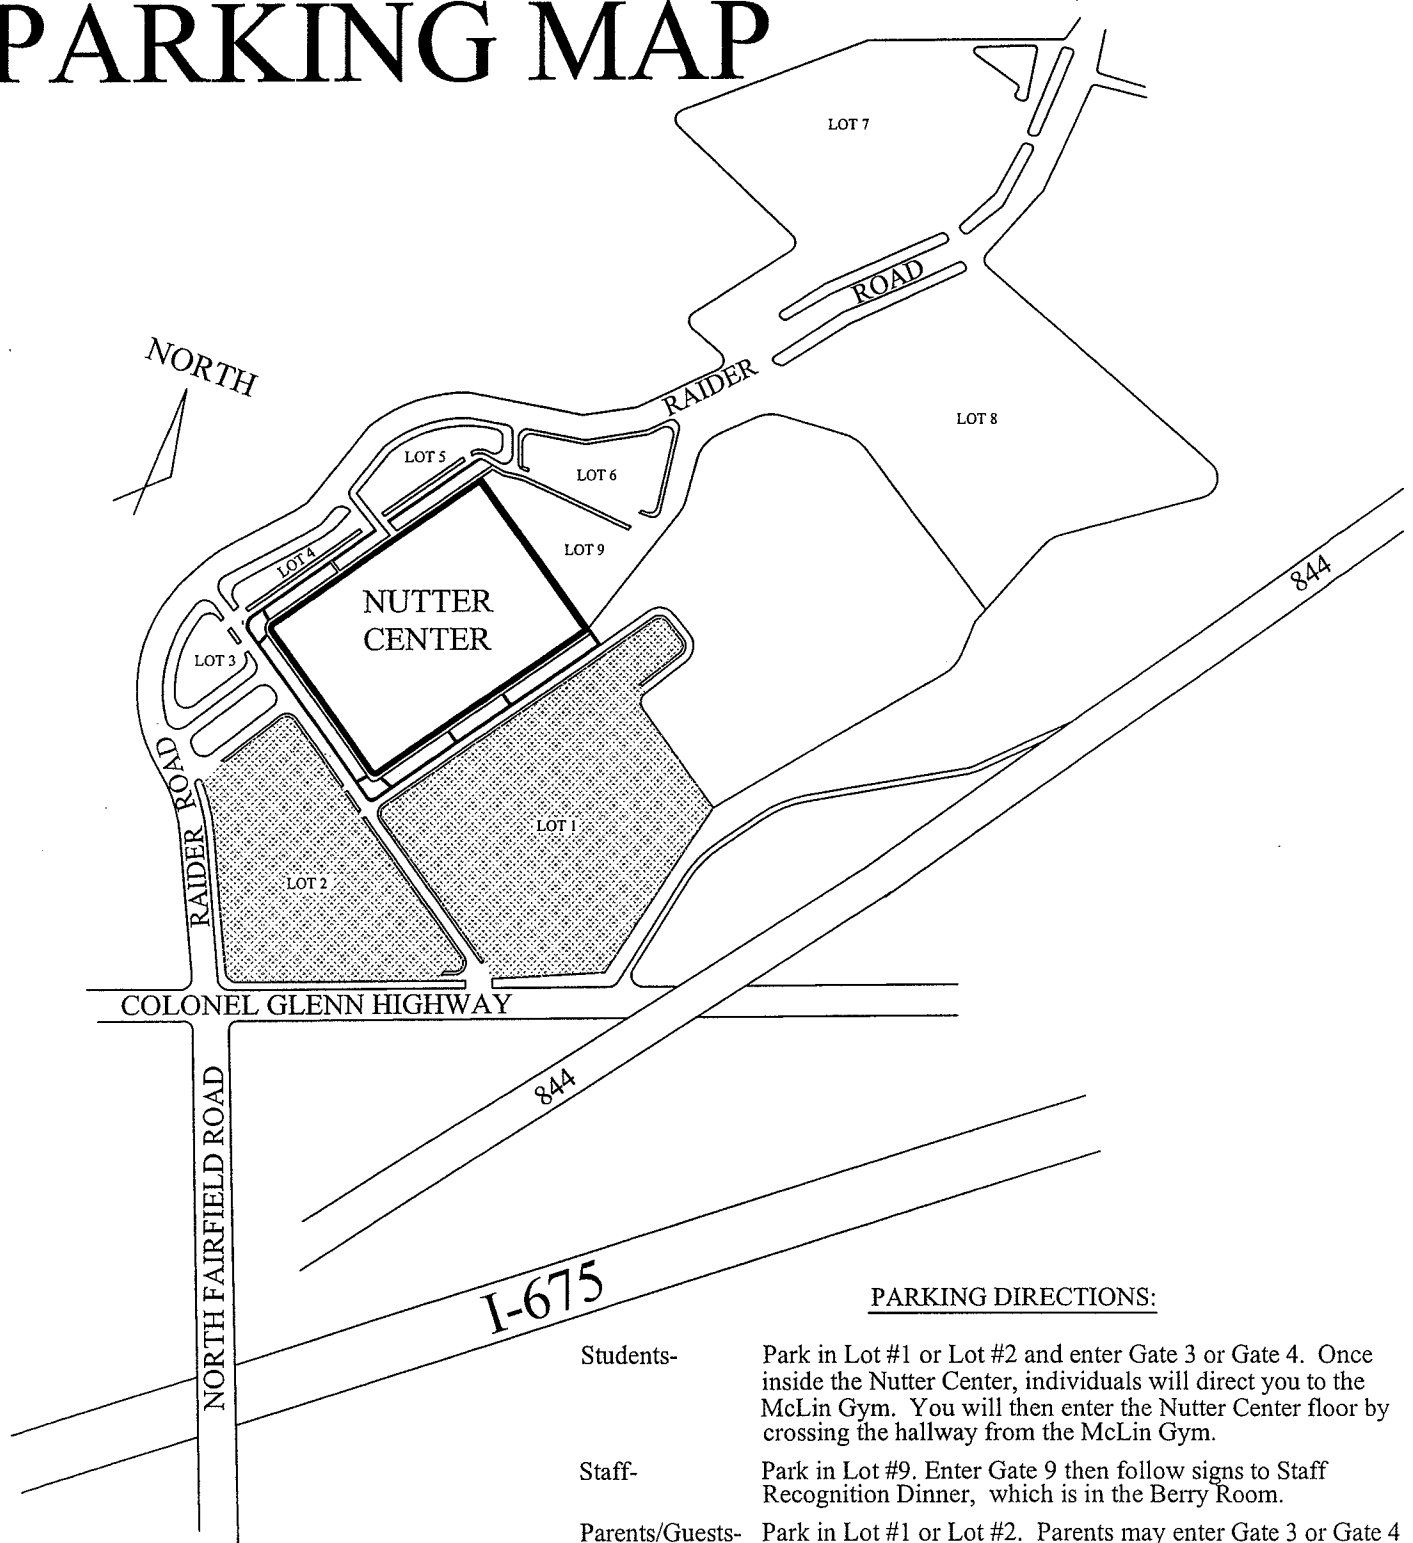 PARKING MAP
LOT 7
ROAD
NORTH
RAIDER
LOT 8
LOT 5
LOT 6
LOT 9
LOT 4
844
NUTTER
CENTER
LOT 3
RAIDER ROAD
LOT 1
LOT 2
COLONEL GLENN HIGHWAY
844
NORTH FAIRFIELD ROAD
I-675
PARKING DIRECTIONS:
Students- Park in Lot #1 or Lot #2 and enter Gate 3 or Gate 4. Once
inside the Nutter Center, individuals will direct you to the
McLin Gym. You will then enter the Nutter Center floor by
crossing the hallway from the McLin Gym.
Staff- Park in Lot #9. Enter Gate 9 then follow signs to Staff
Recognition Dinner, which is in the Berry Room.
Parents/Guests- Park in Lot #1 or Lot #2. Parents may enter Gate 3 or Gate 4